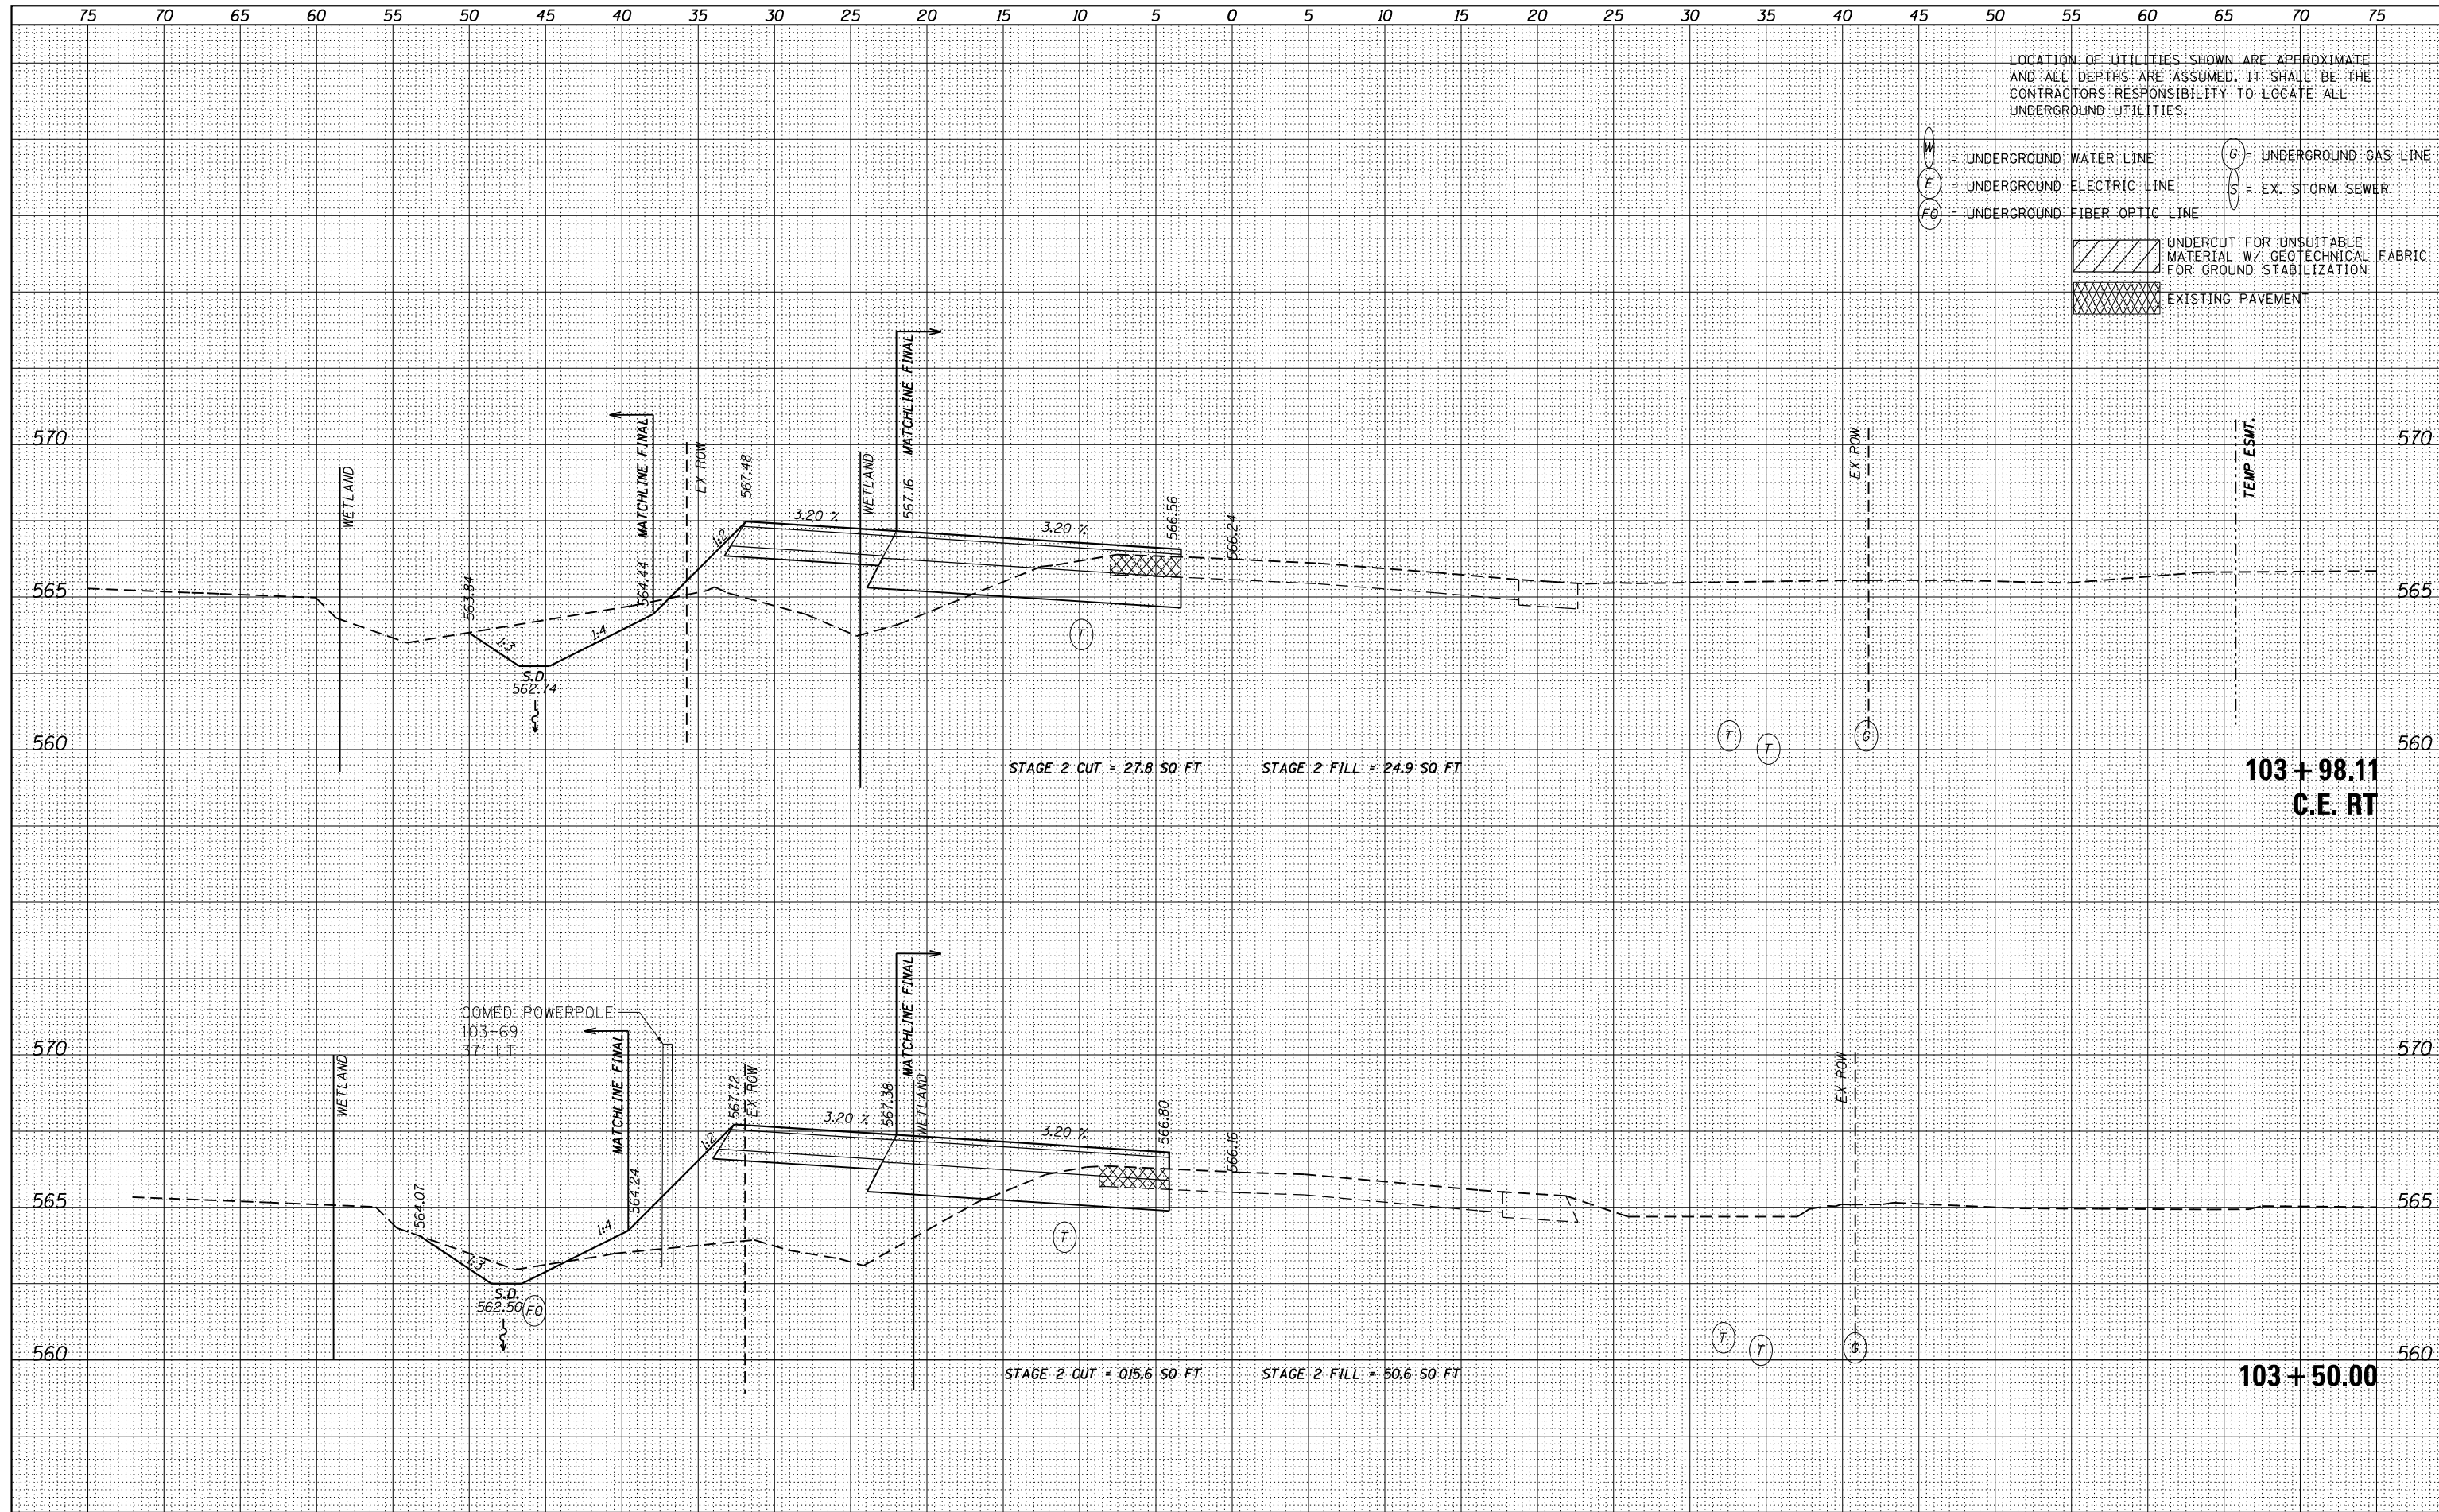 75 70 65 60 55 50 45 40 35 30 25 20 15 10 5 0 5 10 15 20 25 30 35 40 45 50 55 60 65 70 75
LOCATION OF UTILITIES SHOWN ARE APPROXIMATE
AND ALL DEPTHS ARE ASSUMED. IT SHALL BE THE
CONTRACTORS RESPONSIBILITY TO LOCATE ALL
UNDERGROUND UTILITIES.
W = UNDERGROUND WATER LINE
G = UNDERGROUND GAS LINE
E = UNDERGROUND ELECTRIC LINE
S = EX. STORM SEWER
FO = UNDERGROUND FIBER OPTIC LINE
UNDERCUT FOR UNSUITABLE
MATERIAL W/ GEOTECHNICAL FABRIC
FOR GROUND STABILIZATION
EXISTING PAVEMENT
570
565
560
WETLAND
563.84
1:3
S.D.
562.74
1:4
564.44
MATCHLINE FINAL
EX ROW
1:2
567.48
3.20 %
WETLAND
567.16
MATCHLINE FINAL
3.20 %
566.56
566.24
T
T
T
G
EX ROW
TEMP ESMT.
570
565
560
STAGE 2 CUT = 27.8 SQ FT
STAGE 2 FILL = 24.9 SQ FT
103+98.11
C.E. RT
570
565
560
WETLAND
COMED POWERPOLE
103+69
37' LT
564.07
1:3
S.D.
562.50
FO
1:4
564.24
MATCHLINE FINAL
1:2
567.72
EX ROW
3.20 %
567.38
MATCHLINE FINAL
WETLAND
3.20 %
566.80
566.16
T
T
T
G
EX ROW
570
565
560
STAGE 2 CUT = 015.6 SQ FT
STAGE 2 FILL = 50.6 SQ FT
103+50.00